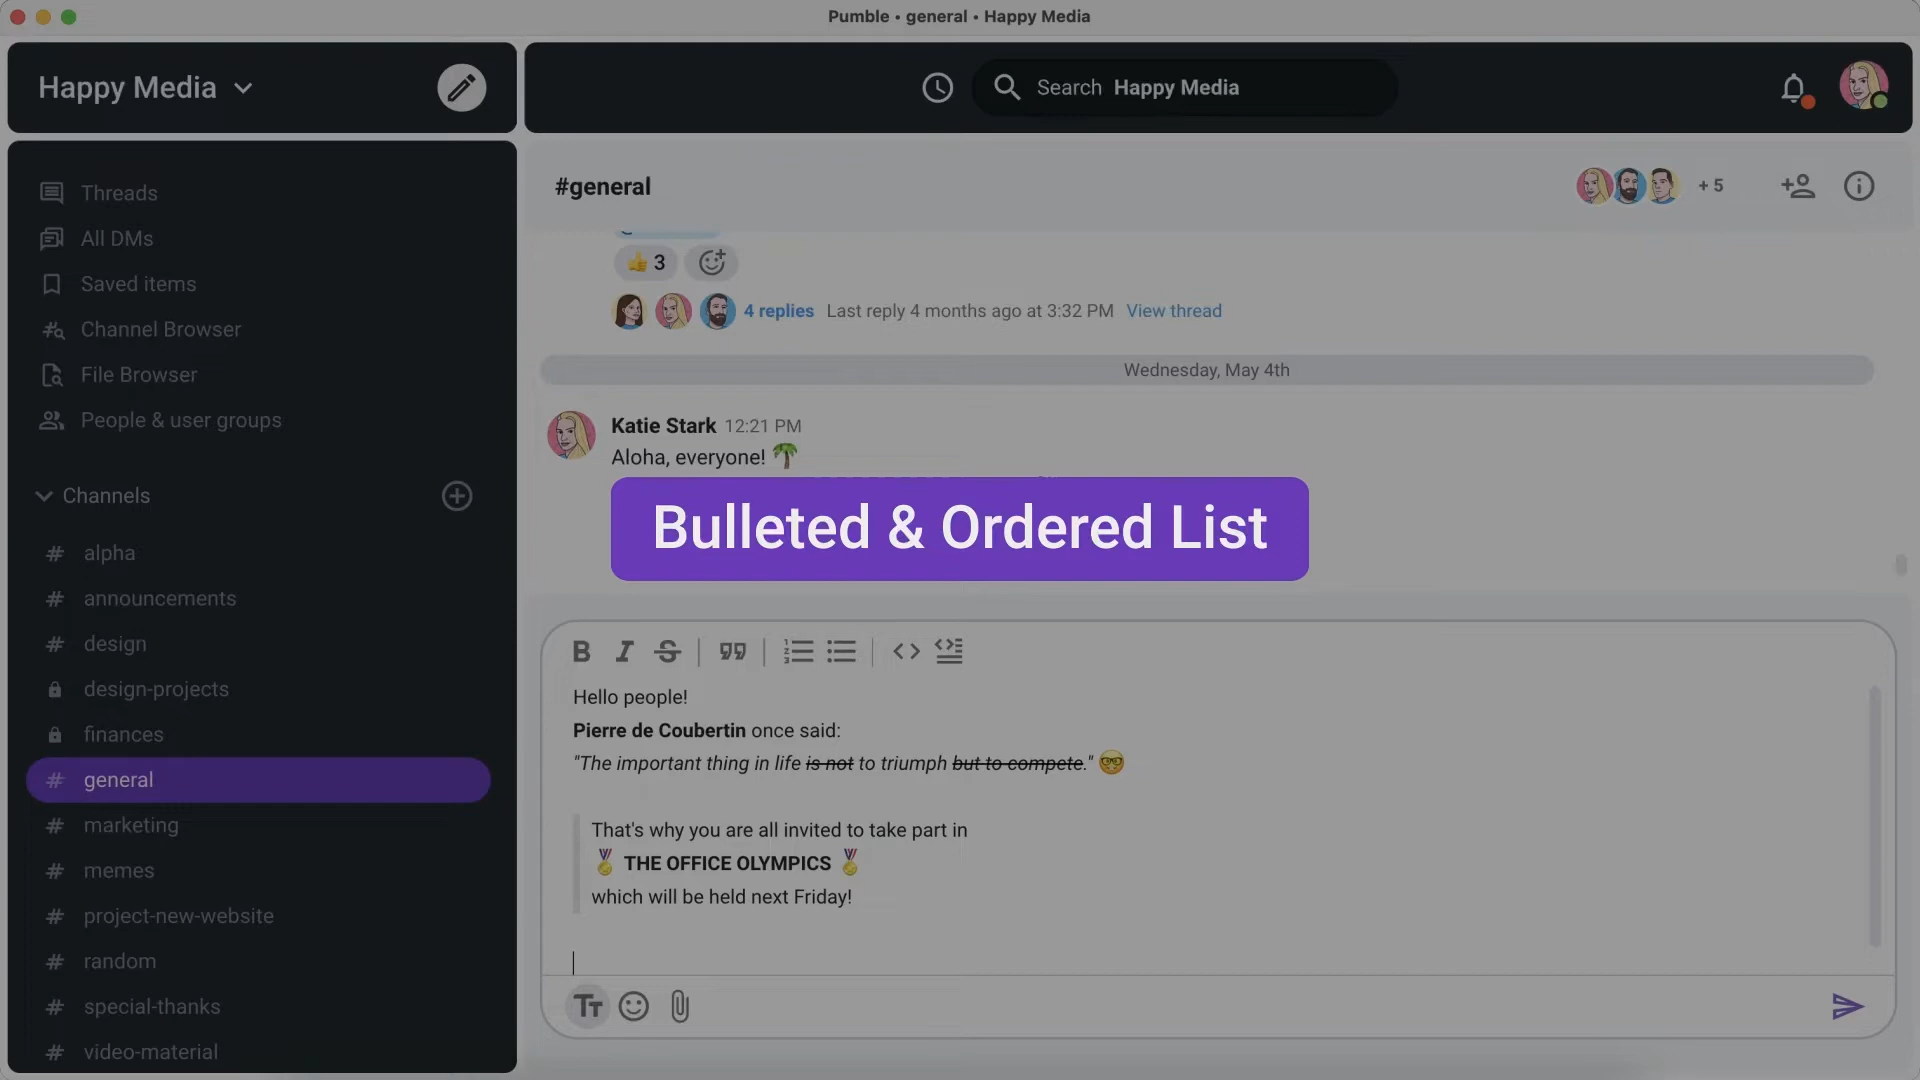 Pumble • general • Happy Media
Happy Media
Search Happy Media
Threads
All DMs
Saved items
Channel Browser
File Browser
People & user groups
Channels
# alpha
# announcements
# design
design-projects
finances
# general
# marketing
# memes
# project-new-website
# random
# special-thanks
# video-material
#general
+ 5
👍 3
4 replies Last reply 4 months ago at 3:32 PM View thread
Wednesday, May 4th
Katie Stark 12:21 PM
Aloha, everyone! 🌴
Bulleted & Ordered List
Hello people!
Pierre de Coubertin once said:
"The important thing in life is not to triumph but to compete." 🤓
That's why you are all invited to take part in
🏅 THE OFFICE OLYMPICS 🏅
which will be held next Friday!